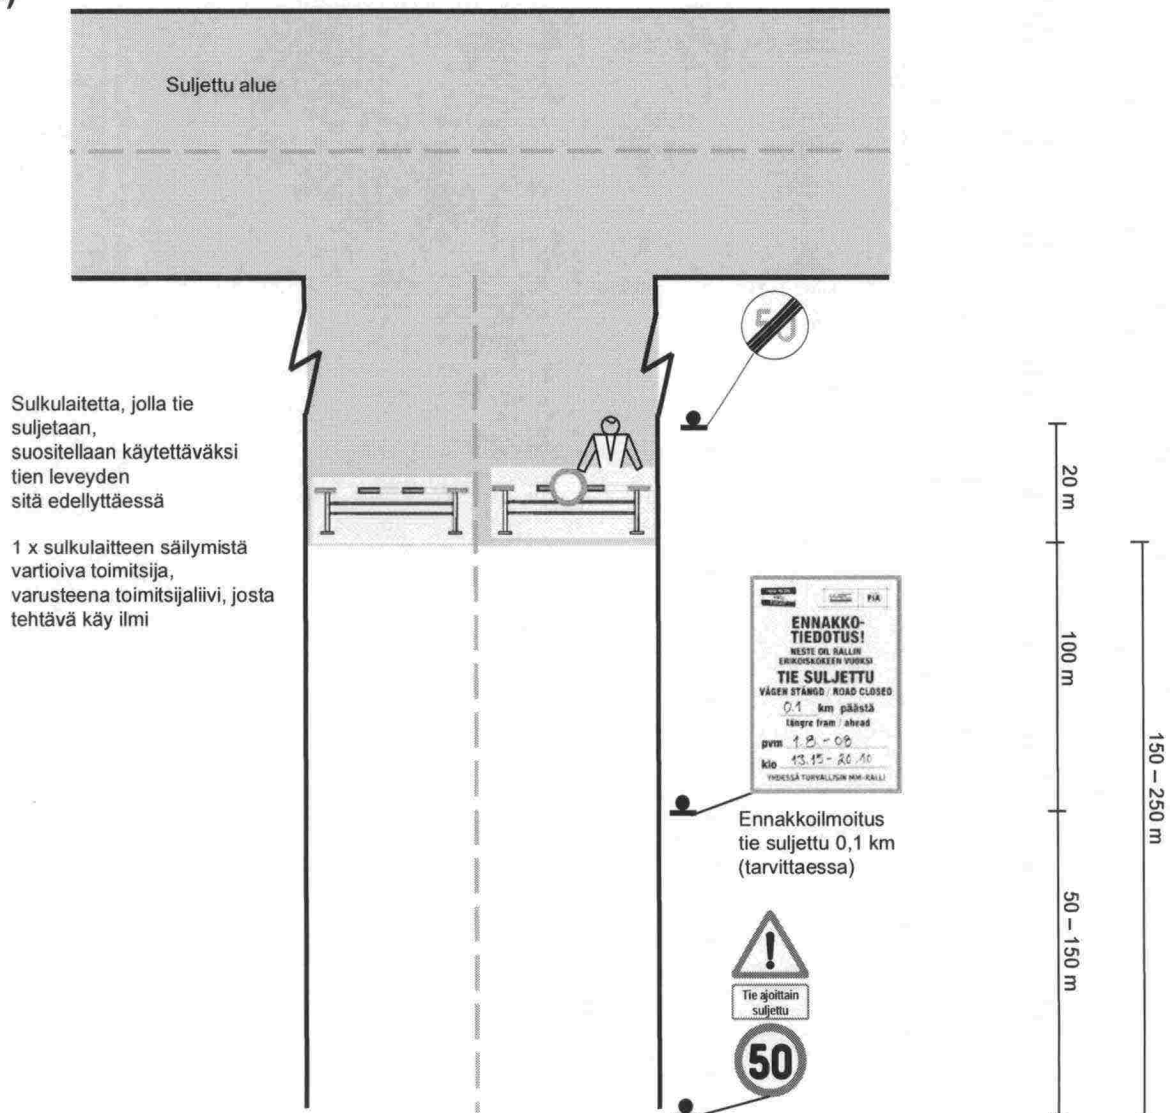 )
Suljettu alue
50
Sulkulaitetta, jolla tie
suljetaan,
suositellaan käytettäväksi
tien leveyden
sitä edellyttäessä
1 x sulkulaitteen säilymistä
vartioiva toimitsija,
varusteena toimitsijaliivi, josta
tehtävä käy ilmi
20 m
100 m
150 – 250 m
50 – 150 m
FIA
ENNAKKO-
TIEDOTUS!
NESTE OIL RALLIN
ERIKOISKOKEEN VUOKSI
TIE SULJETTU
VÄGEN STÄNGD / ROAD CLOSED
0.1 km päästä
längre fram / ahead
pvm 1.8.-08
klo 13.15-20.10
YHDESSÄ TURVALLISIN MM-RALLI
Ennakkoilmoitus
tie suljettu 0,1 km
(tarvittaessa)
Tie ajoittain
suljettu
50